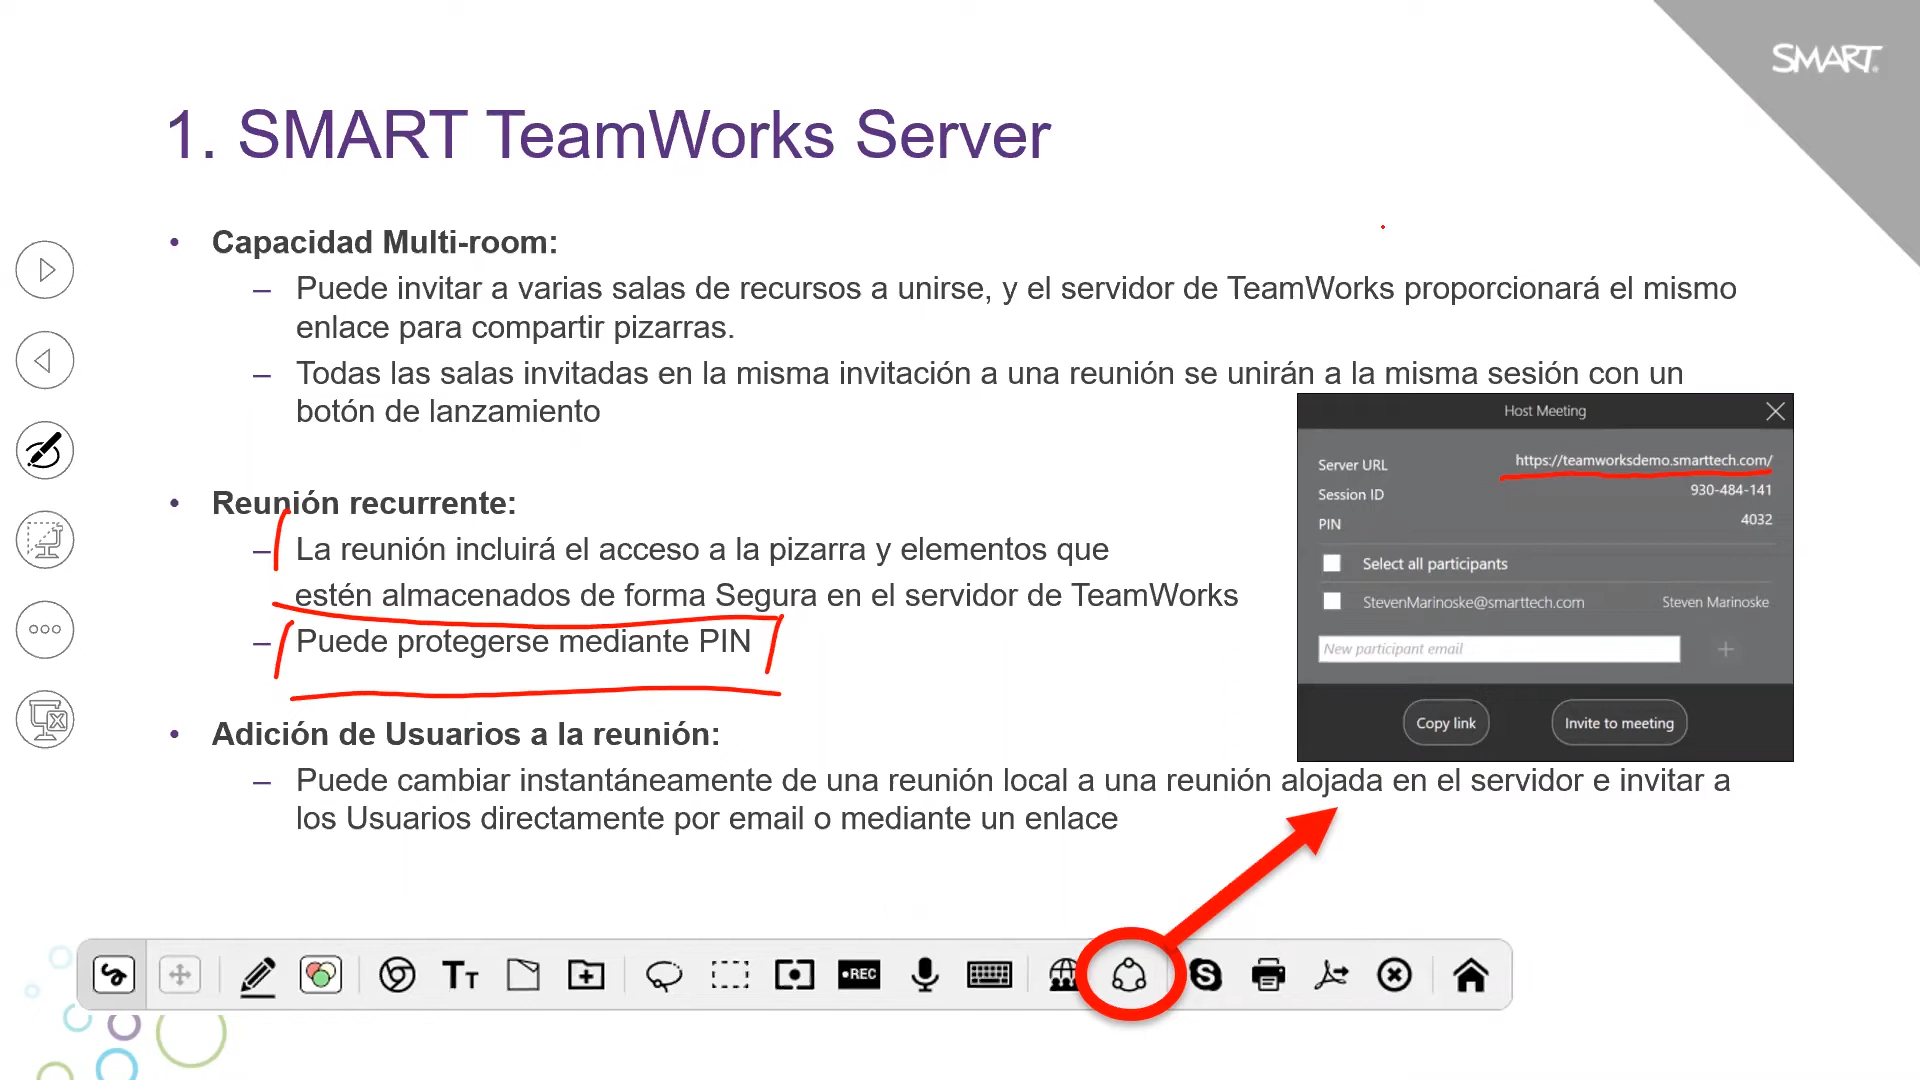 SMART
1. SMART TeamWorks Server
• Capacidad Multi-room:
– Puede invitar a varias salas de recursos a unirse, y el servidor de TeamWorks proporcionará el mismo
enlace para compartir pizarras.
– Todas las salas invitadas en la misma invitación a una reunión se unirán a la misma sesión con un
botón de lanzamiento
• Reunión recurrente:
– La reunión incluirá el acceso a la pizarra y elementos que
estén almacenados de forma Segura en el servidor de TeamWorks
– Puede protegerse mediante PIN
• Adición de Usuarios a la reunión:
– Puede cambiar instantáneamente de una reunión local a una reunión alojada en el servidor e invitar a
los Usuarios directamente por email o mediante un enlace
Host Meeting
Server URL https://teamworksdemo.smarttech.com/
Session ID 930-484-141
PIN 4032
Select all participants
StevenMarinoske@smarttech.com Steven Marinoske
New participant email
Copy link Invite to meeting
TT
REC
S